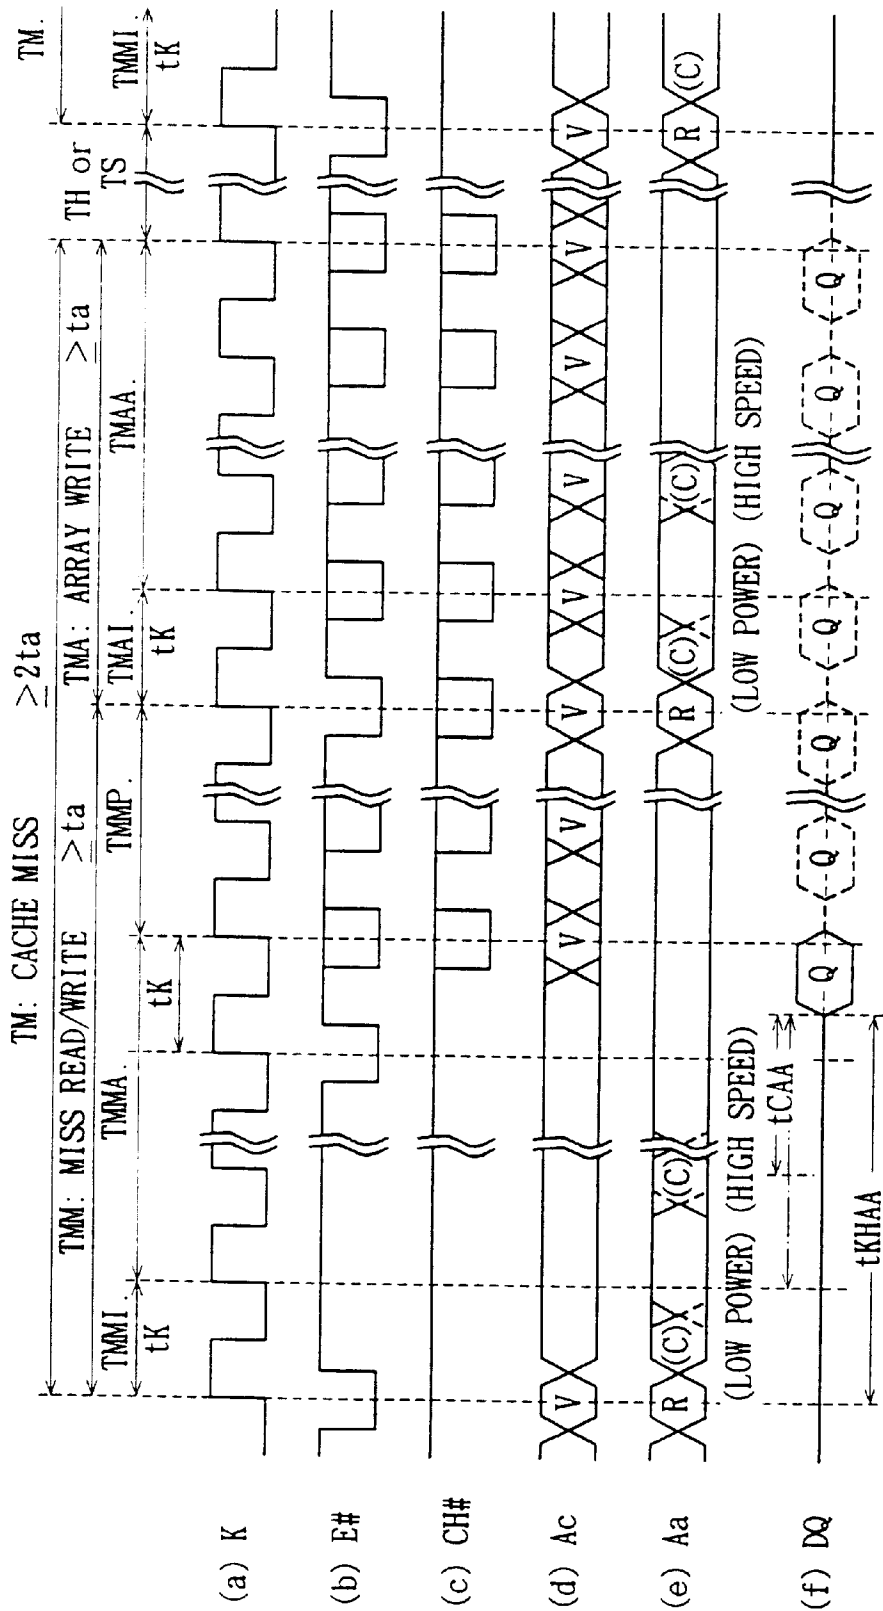 TM: CACHE MISS ≥2ta TM.
TMM: MISS READ/WRITE ≥ta TMA: ARRAY WRITE ≥ta TH or TS
TMMI. TMMA. TMMP. TMAI. TMAA. TMMI.
tK tK tK tK
(a) K
(b) E#
(c) CH#
(d) Ac V V V V V V V V V
(e) Aa R (C) (C) R (C) (C) R (C)
(LOW POWER) (HIGH SPEED) (LOW POWER) (HIGH SPEED)
(f) DQ Q Q Q Q Q Q Q
tCAA
tKHAA